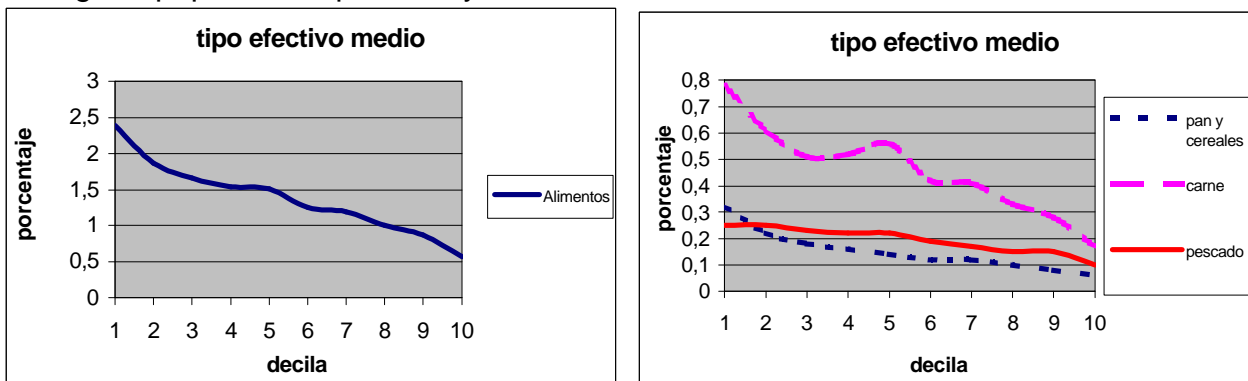 tipo efectivo medio
3
2,5
2
1,5
1
0,5
0
porcentaje
1 2 3 4 5 6 7 8 9 10
decila
Alimentos
tipo efectivo medio
0,8
0,7
0,6
0,5
0,4
0,3
0,2
0,1
0
porcentaje
1 2 3 4 5 6 7 8 9 10
decila
pan y
cereales
carne
pescado